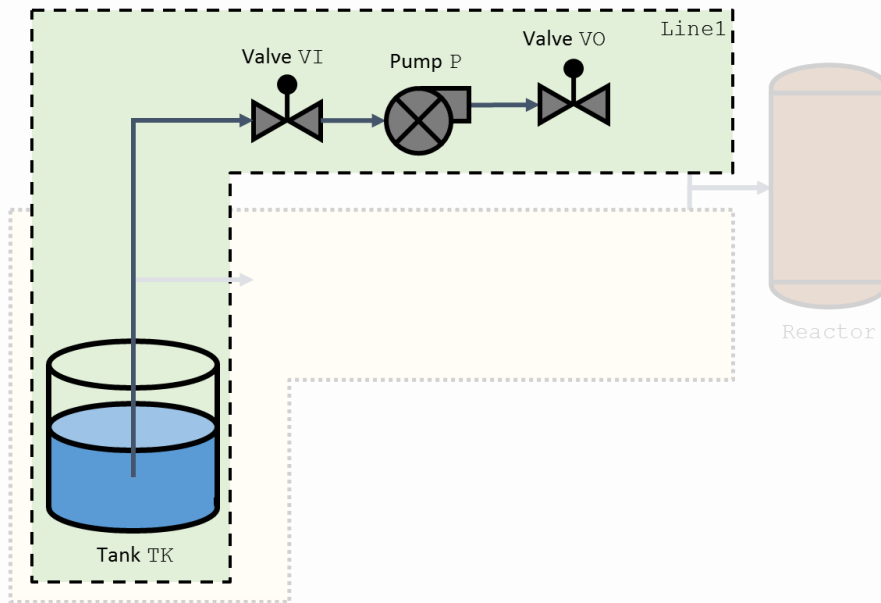 Line1
Valve VI
Pump P
Valve VO
Reactor
Tank TK